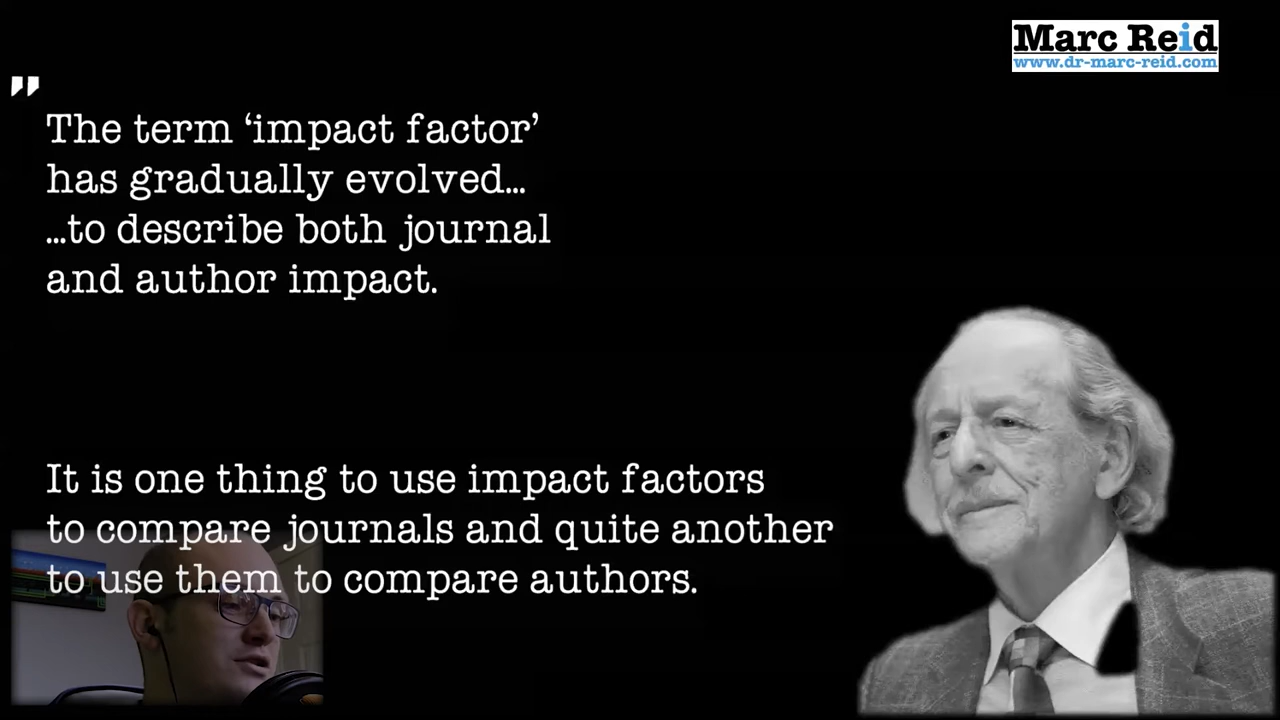 Marc Reid
www.dr-marc-reid.com
"
The term ‘impact factor’
has gradually evolved…
…to describe both journal
and author impact.
It is one thing to use impact factors
to compare journals and quite another
to use them to compare authors.